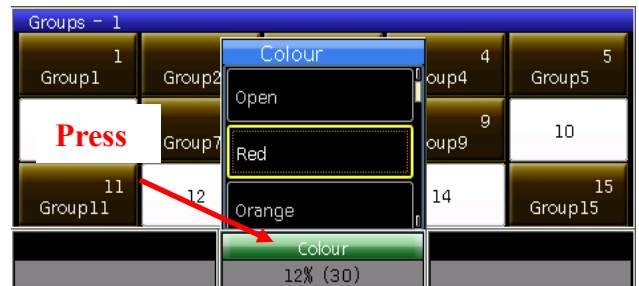 Groups - 1
1
Group1
Group2
4
oup4
5
Group5
Colour
Open
Red
Orange
Press
Group7
9
oup9
10
11
Group11
12
14
15
Group15
Colour
12% (30)